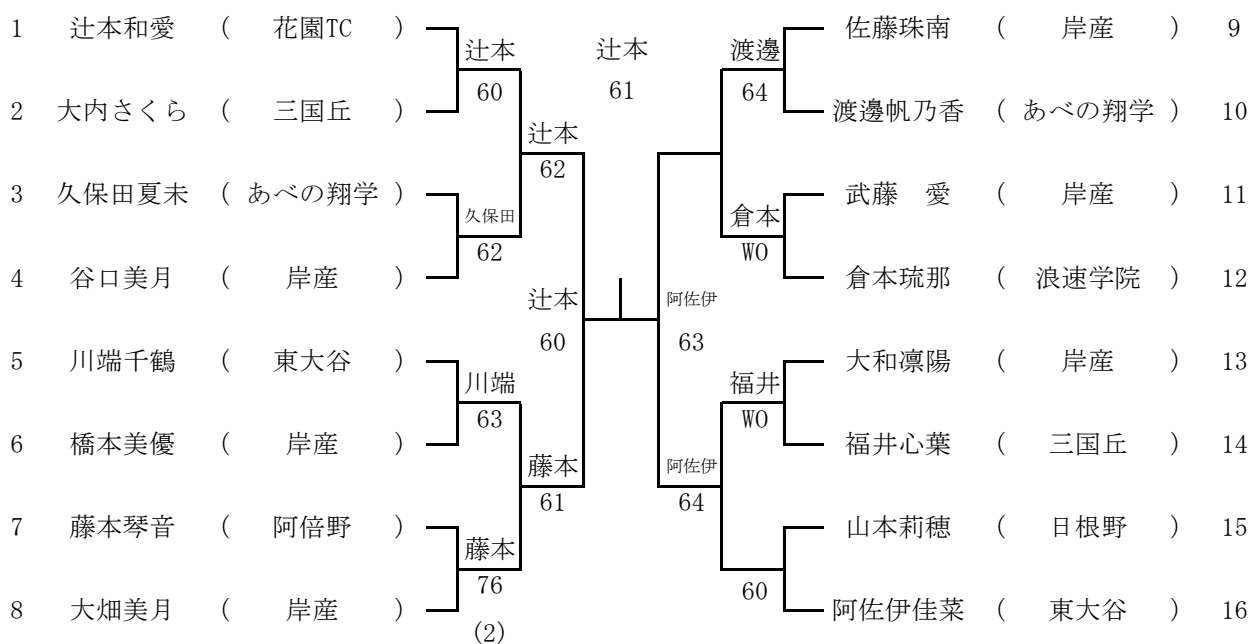 1 辻本和愛 ( 花園TC )
2 大内さくら ( 三国丘 )
3 久保田夏未 ( あべの翔学 )
4 谷口美月 ( 岸産 )
5 川端千鶴 ( 東大谷 )
6 橋本美優 ( 岸産 )
7 藤本琴音 ( 阿倍野 )
8 大畑美月 ( 岸産 )
辻本
60
久保田
62
川端
63
藤本
76
(2)
辻本
62
藤本
61
辻本
60
辻本
61
阿佐伊
63
阿佐伊
64
渡邊
64
倉本
WO
福井
WO
60
佐藤珠南 ( 岸産 ) 9
渡邊帆乃香 ( あべの翔学 ) 10
武藤 愛 ( 岸産 ) 11
倉本琉那 ( 浪速学院 ) 12
大和凛陽 ( 岸産 ) 13
福井心葉 ( 三国丘 ) 14
山本莉穂 ( 日根野 ) 15
阿佐伊佳菜 ( 東大谷 ) 16